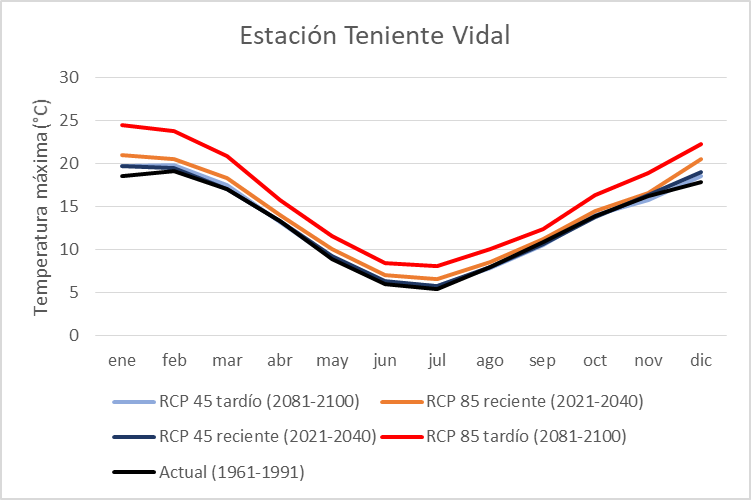 Estación Teniente Vidal
Temperatura máxima (°C)
30
25
20
15
10
5
0
ene feb mar abr may jun jul ago sep oct nov dic
RCP 45 tardío (2081-2100) RCP 85 reciente (2021-2040)
RCP 45 reciente (2021-2040) RCP 85 tardío (2081-2100)
Actual (1961-1991)